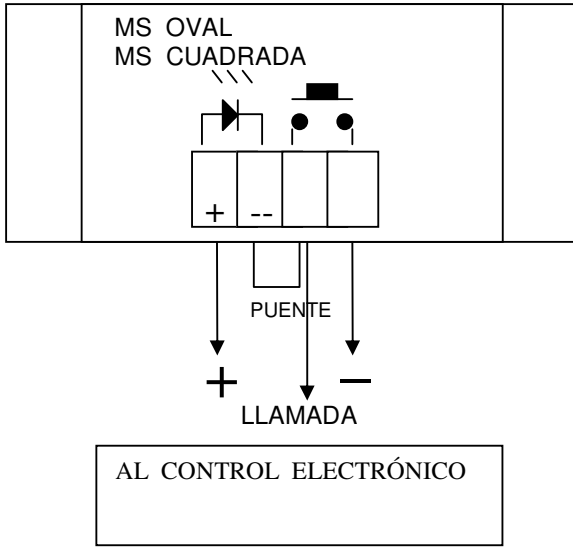 MS OVAL
MS CUADRADA
+ --
PUENTE
+ −
LLAMADA
AL CONTROL ELECTRÓNICO